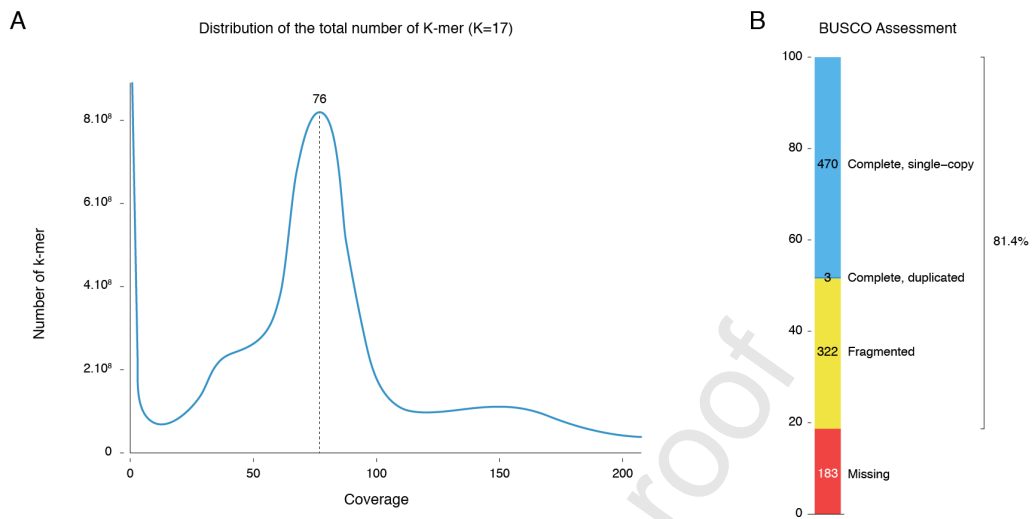 A
Distribution of the total number of K-mer (K=17)
76
8.10⁸
6.10⁸
4.10⁸
2.10⁸
0
Number of k-mer
0
50
100
150
200
Coverage
B
BUSCO Assessment
100
80
60
40
20
0
470
Complete, single-copy
3
Complete, duplicated
322
Fragmented
183
Missing
81.4%
roof